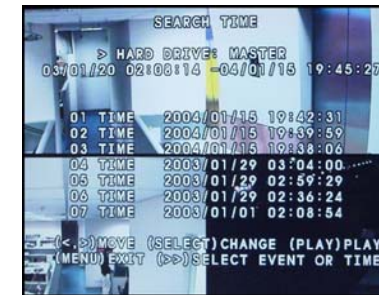 SEARCH TIME
> HARD DRIVE: MASTER
03/01/20 02:08:14 -04/01/15 19:45:27
01 TIME 2004/01/15 19:42:31
02 TIME 2004/01/15 19:39:59
03 TIME 2004/01/15 19:38:06
04 TIME 2003/01/29 03:04:00
05 TIME 2003/01/29 02:59:29
06 TIME 2003/01/29 02:36:24
07 TIME 2003/01/01 02:08:54
(<,>)MOVE (SELECT)CHANGE (PLAY)PLAY
(MENU)EXIT (>>)SELECT EVENT OR TIME